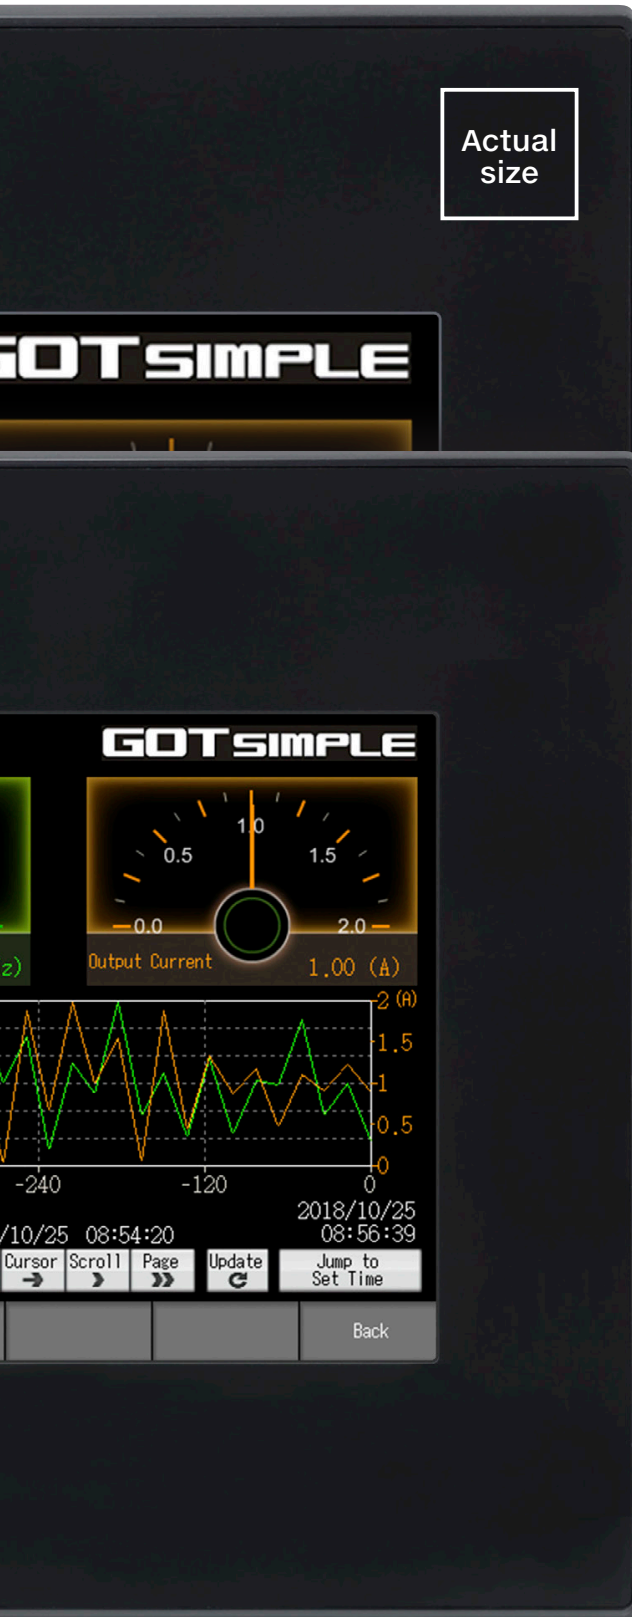 Actual
size
GOT SIMPLE
GOT SIMPLE
1.0
0.5 1.5
0.0 2.0
z) Output Current 1.00 (A)
2 (A)
1.5
1
0.5
0
-240 -120 0
2018/10/25
/10/25 08:54:20 08:56:39
Cursor Scroll Page Update Jump to
Set Time
Back